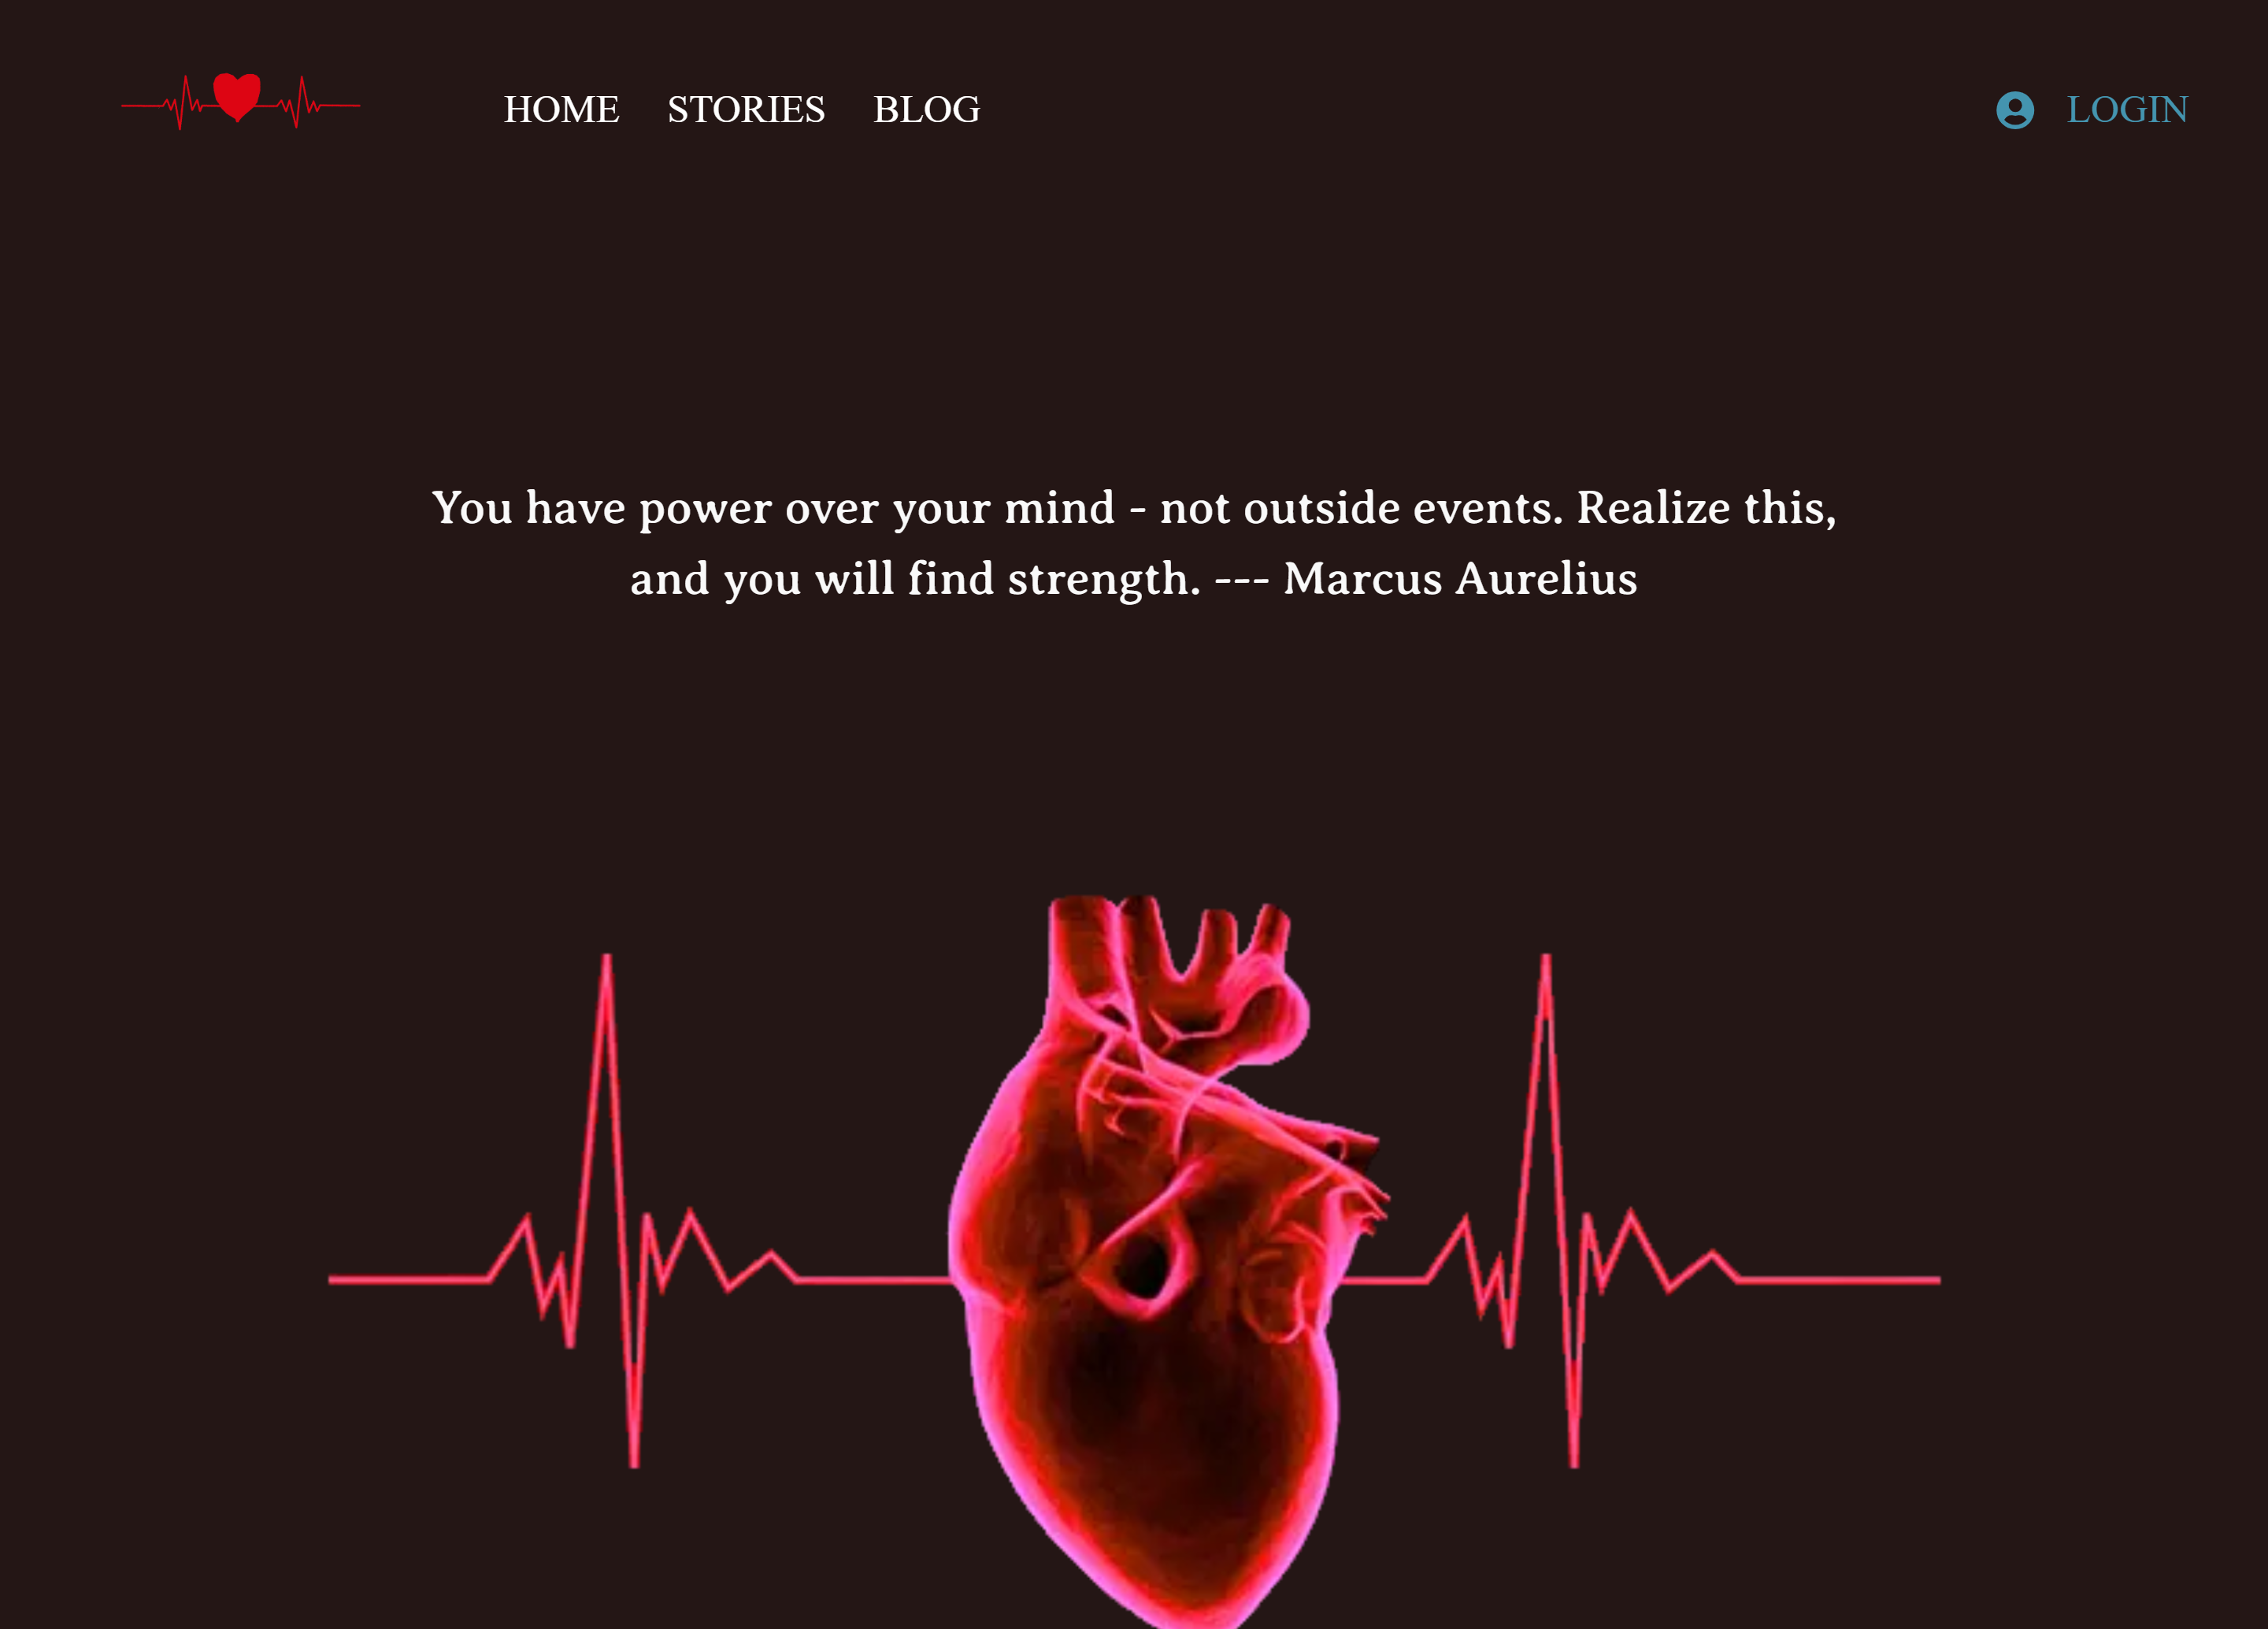 HOME STORIES BLOG LOGIN
You have power over your mind - not outside events. Realize this,
and you will find strength. --- Marcus Aurelius